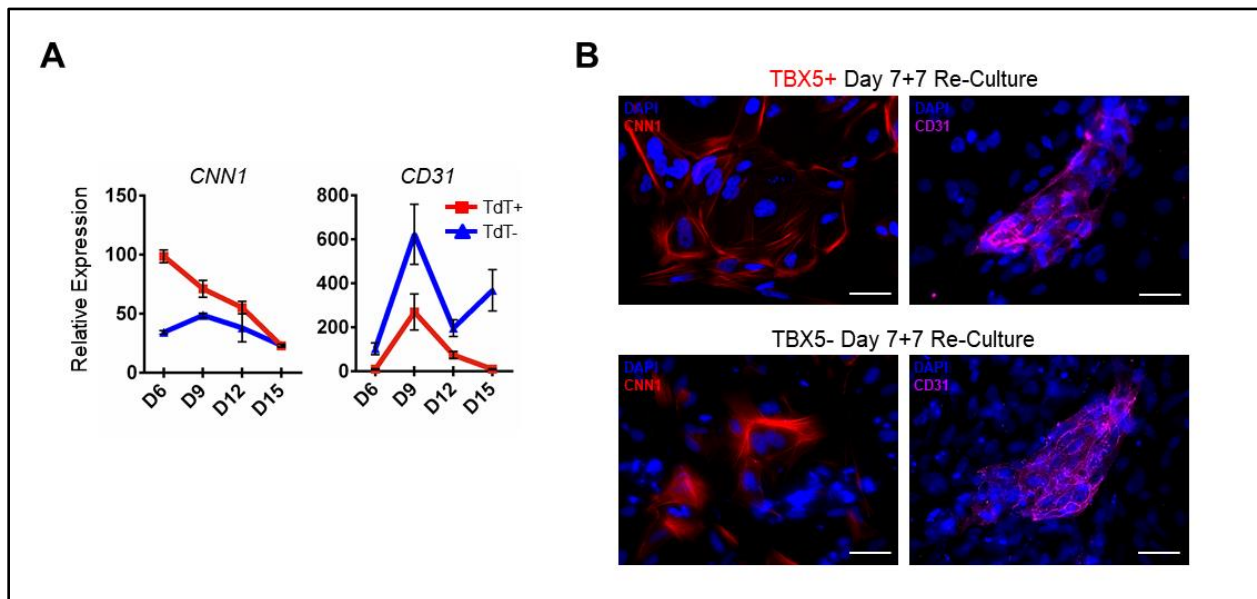 A
B
TBX5+ Day 7+7 Re-Culture
DAPI
CNN1
DAPI
CD31
CNN1
CD31
Relative Expression
150
100
50
0
800
600
400
200
0
TdT+
TdT-
D6
D9
D12
D15
D6
D9
D12
D15
TBX5- Day 7+7 Re-Culture
DAPI
CNN1
DAPI
CD31